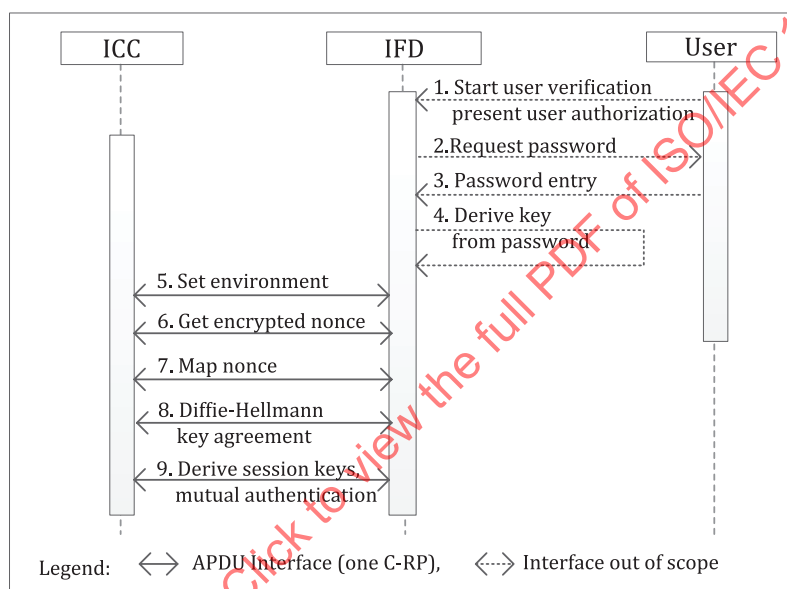 ICC IFD User
1. Start user verification
present user authorization
2.Request password
3. Password entry
4. Derive key
from password
5. Set environment
6. Get encrypted nonce
7. Map nonce
8. Diffie-Hellmann
key agreement
9. Derive session keys,
mutual authentication
Legend: APDU Interface (one C-RP), Interface out of scope
Click to view the full PDF of ISO/IEC